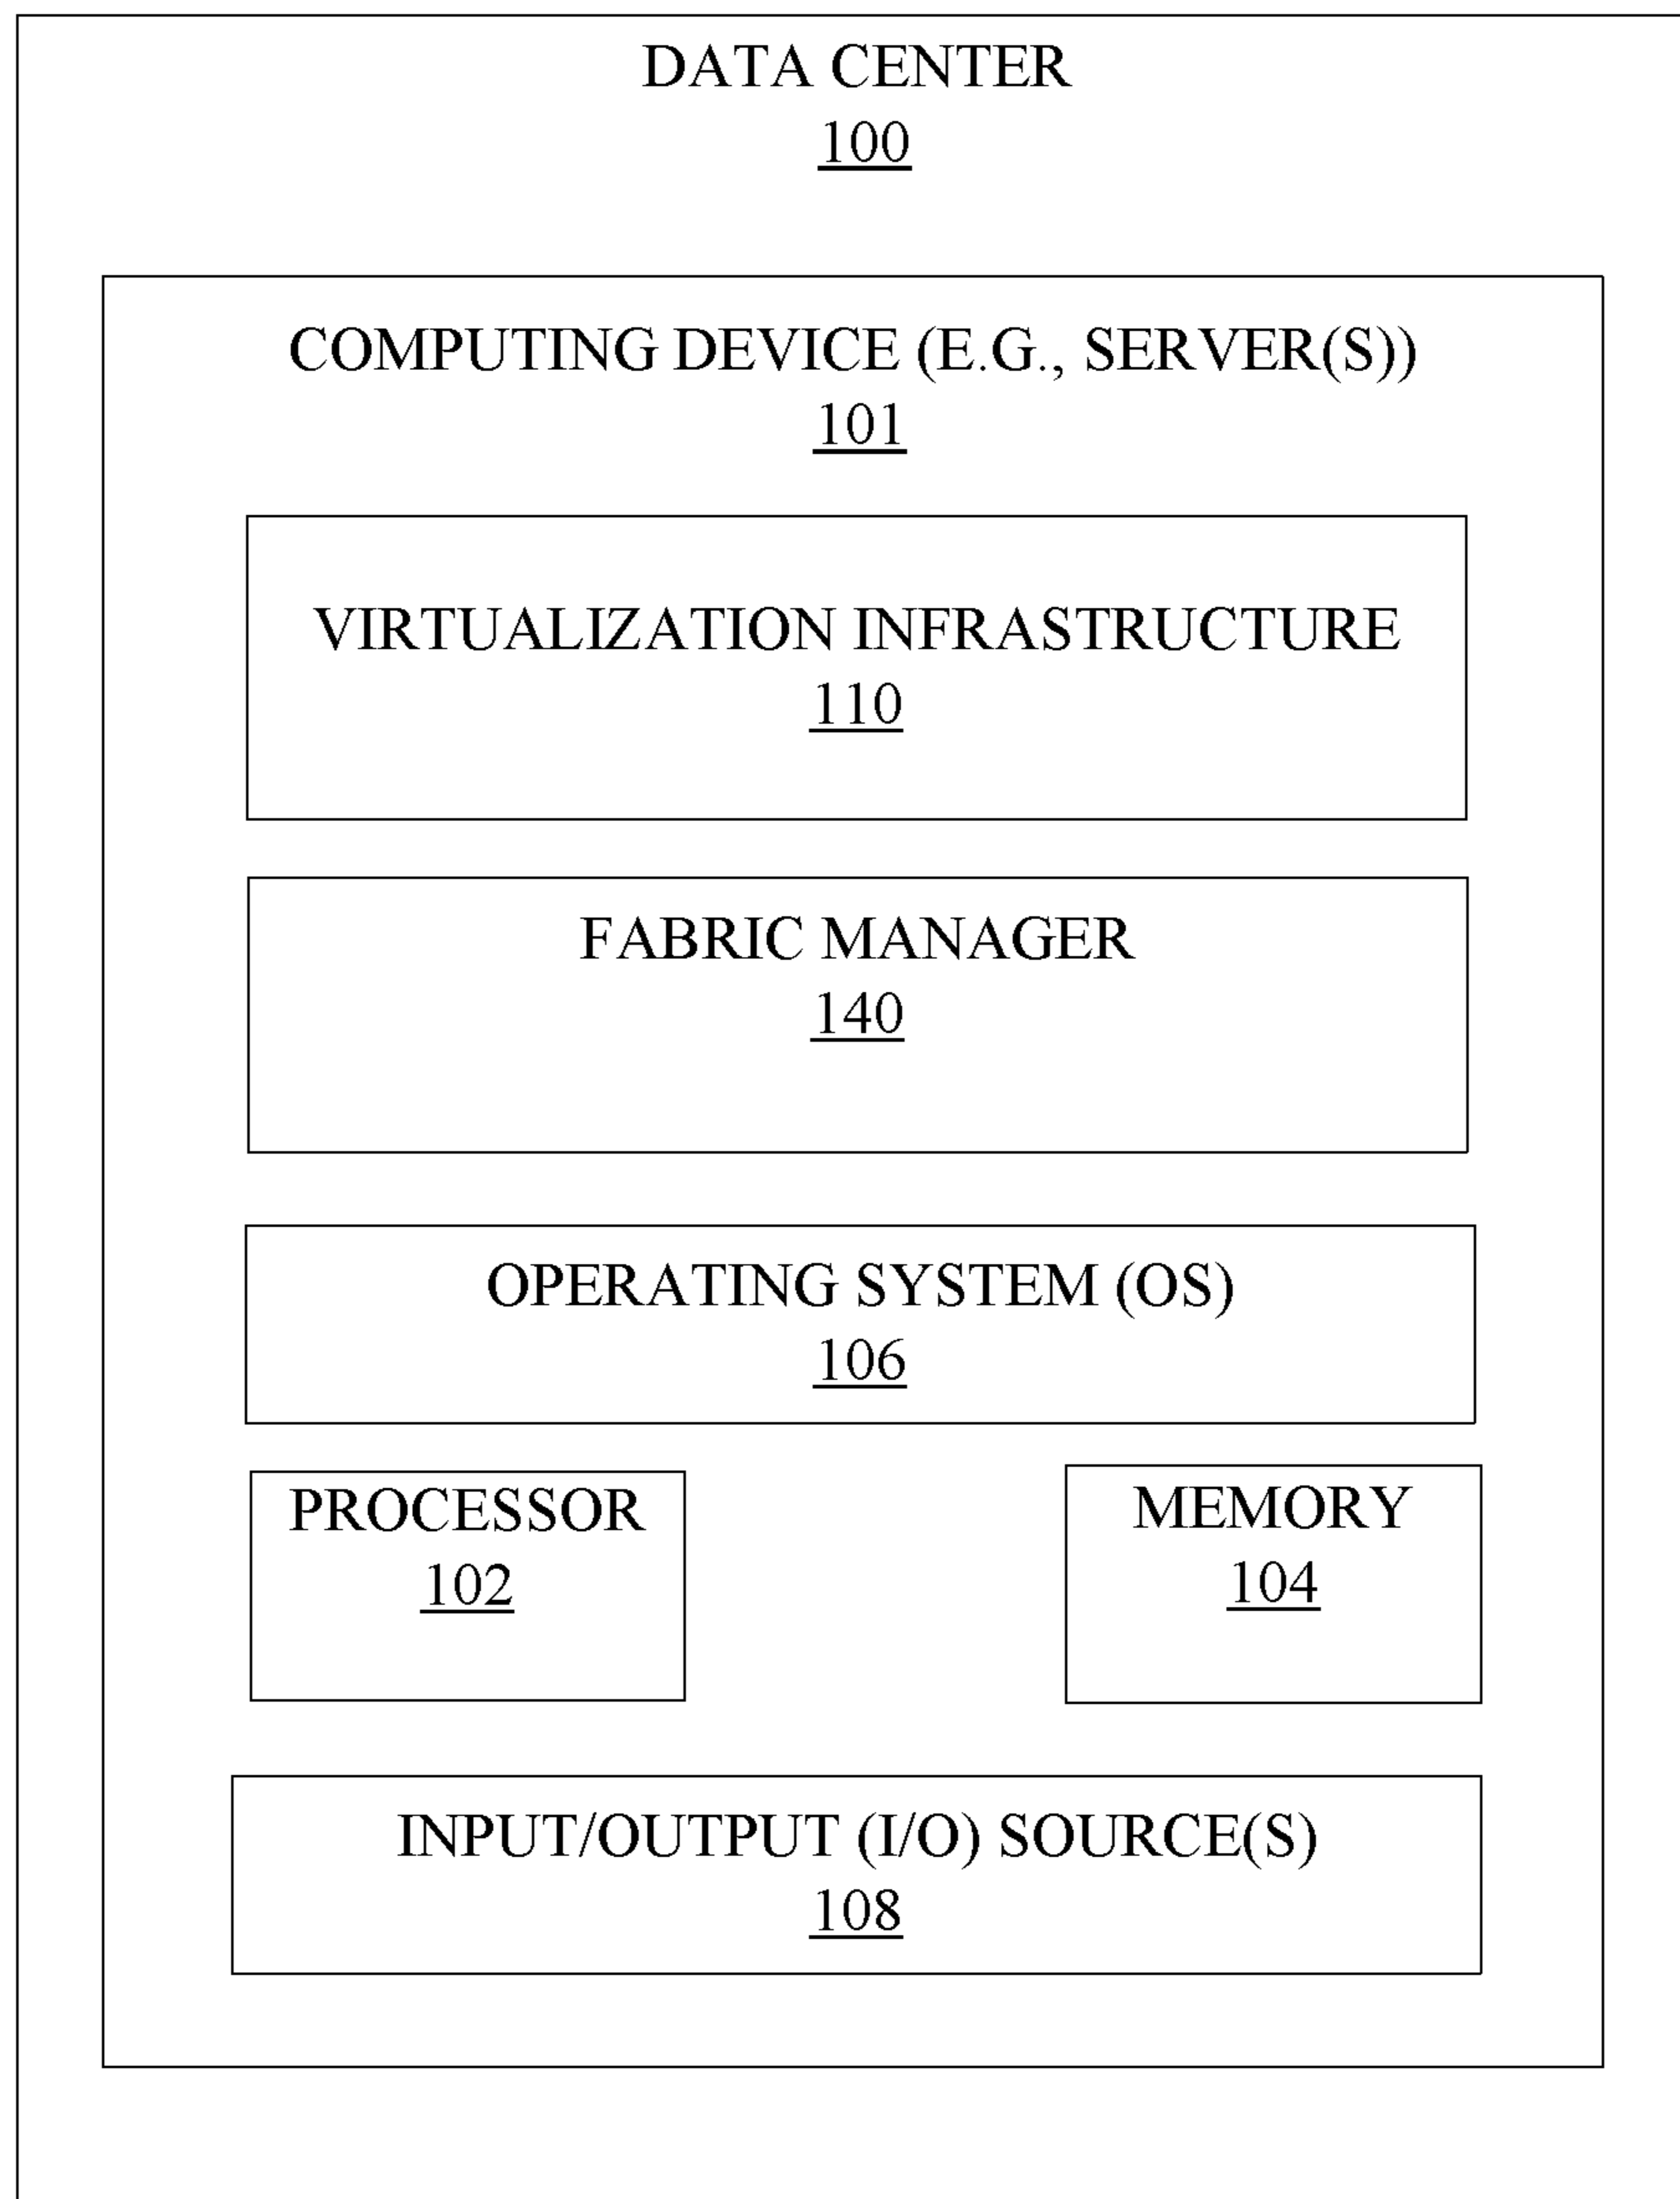 DATA CENTER
100
COMPUTING DEVICE (E.G., SERVER(S))
101
VIRTUALIZATION INFRASTRUCTURE
110
FABRIC MANAGER
140
OPERATING SYSTEM (OS)
106
PROCESSOR
102
MEMORY
104
INPUT/OUTPUT (I/O) SOURCE(S)
108